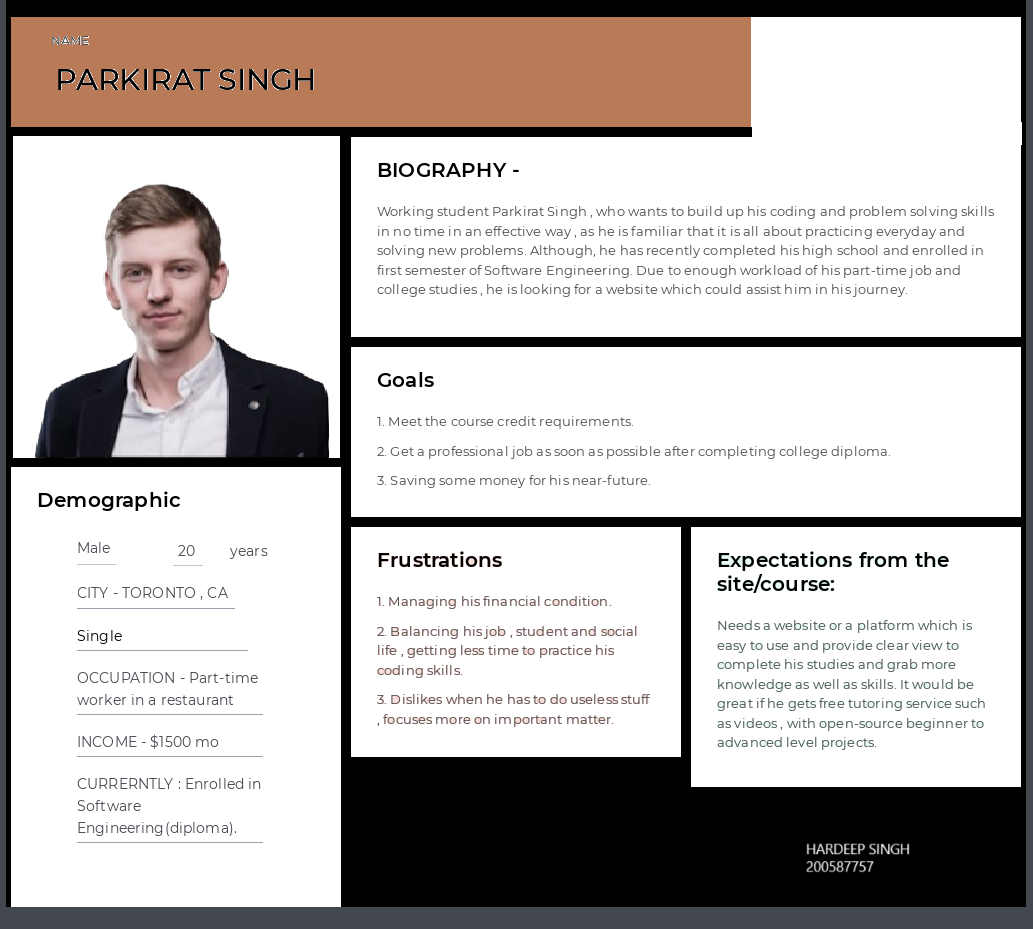 NAME
PARKIRAT SINGH
BIOGRAPHY -
Working student Parkirat Singh , who wants to build up his coding and problem solving skills
in no time in an effective way , as he is familiar that it is all about practicing everyday and
solving new problems. Although, he has recently completed his high school and enrolled in
first semester of Software Engineering. Due to enough workload of his part-time job and
college studies , he is looking for a website which could assist him in his journey.
Goals
1. Meet the course credit requirements.
2. Get a professional job as soon as possible after completing college diploma.
3. Saving some money for his near-future.
Demographic
Male 20 years
CITY - TORONTO , CA
Single
OCCUPATION - Part-time
worker in a restaurant
INCOME - $1500 mo
CURRERNTLY : Enrolled in
Software
Engineering(diploma).
Frustrations
1. Managing his financial condition.
2. Balancing his job , student and social
life , getting less time to practice his
coding skills.
3. Dislikes when he has to do useless stuff
, focuses more on important matter.
Expectations from the
site/course:
Needs a website or a platform which is
easy to use and provide clear view to
complete his studies and grab more
knowledge as well as skills. It would be
great if he gets free tutoring service such
as videos , with open-source beginner to
advanced level projects.
HARDEEP SINGH
200587757